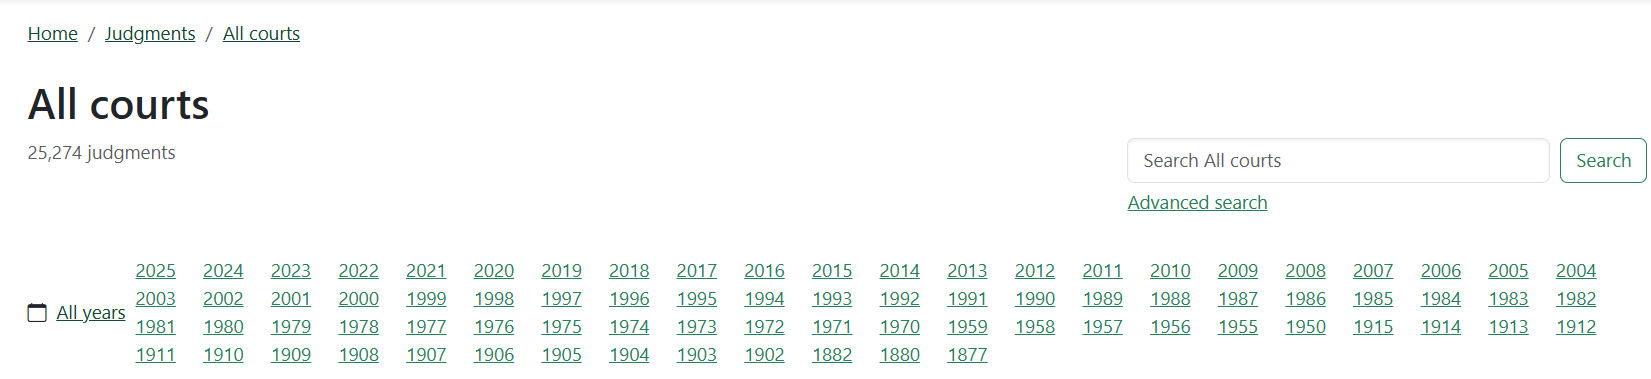 Home / Judgments / All courts
All courts
25,274 judgments
Search All courts
Search
Advanced search
All years
2025 2024 2023 2022 2021 2020 2019 2018 2017 2016 2015 2014 2013 2012 2011 2010 2009 2008 2007 2006 2005 2004
2003 2002 2001 2000 1999 1998 1997 1996 1995 1994 1993 1992 1991 1990 1989 1988 1987 1986 1985 1984 1983 1982
1981 1980 1979 1978 1977 1976 1975 1974 1973 1972 1971 1970 1959 1958 1957 1956 1955 1950 1915 1914 1913 1912
1911 1910 1909 1908 1907 1906 1905 1904 1903 1902 1882 1880 1877